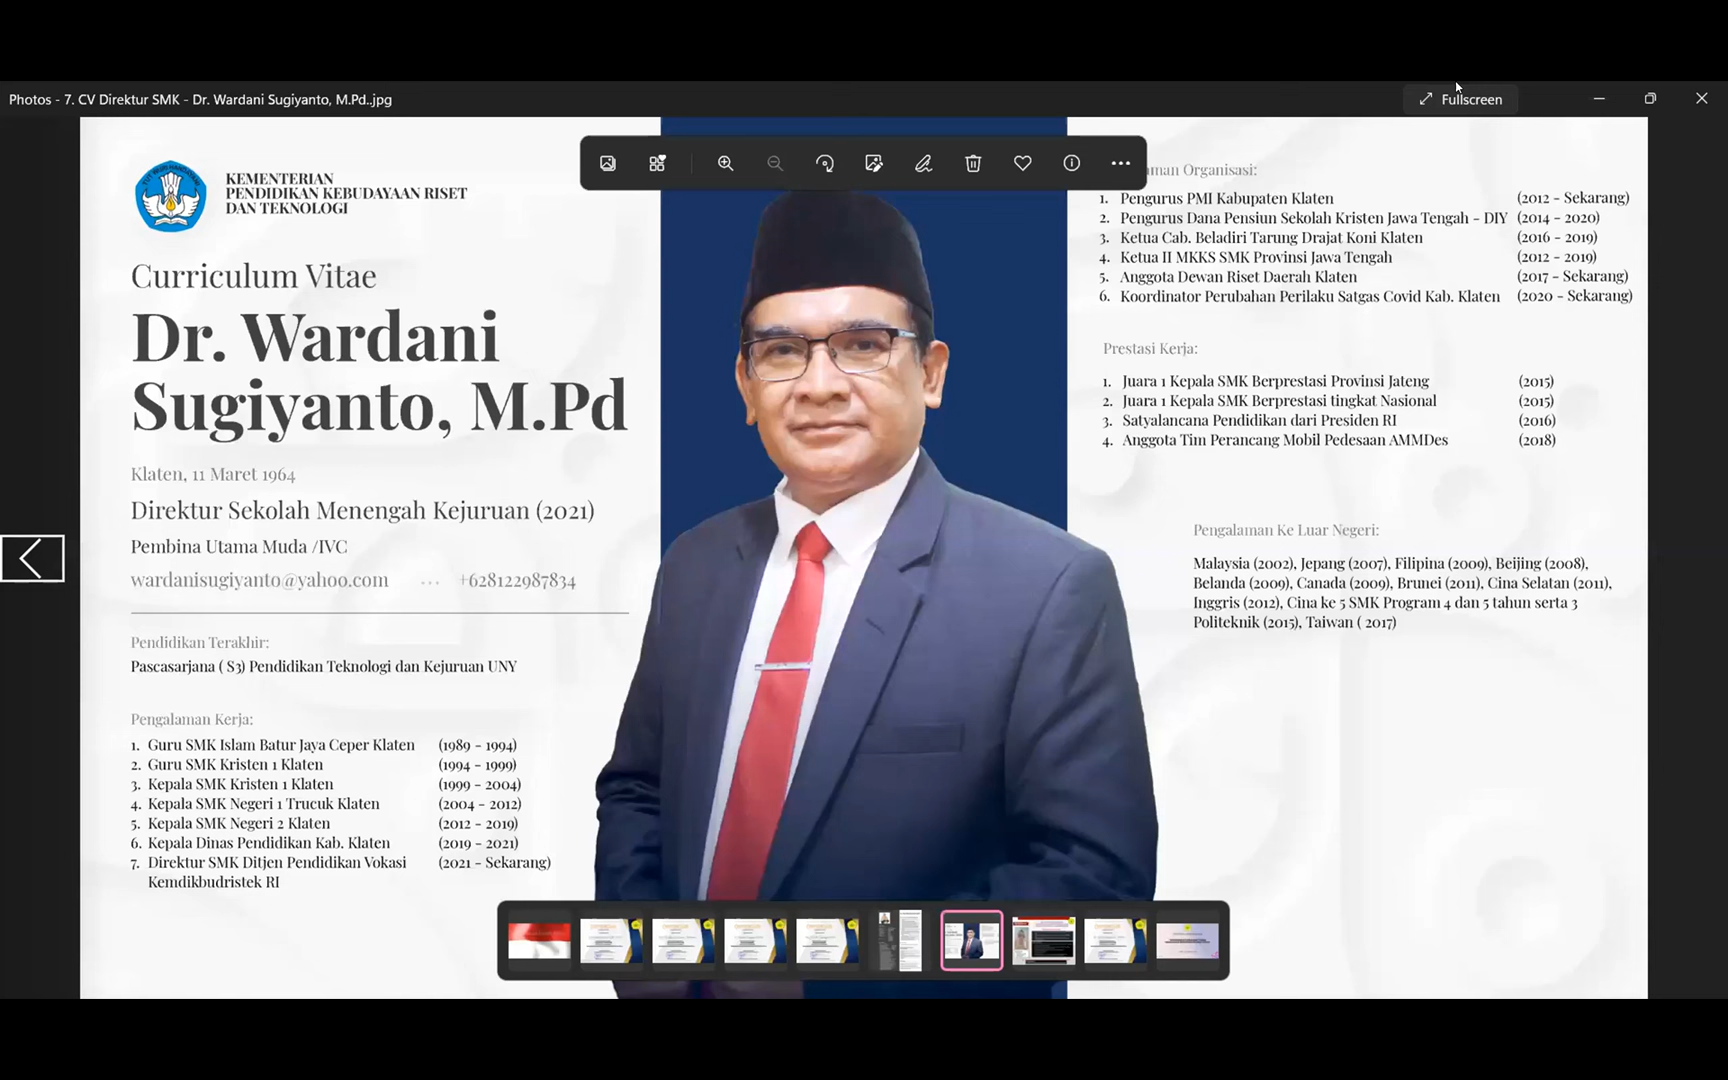 Photos - 7. CV Direktur SMK - Dr. Wardani Sugiyanto, M.Pd..jpg
Fullscreen
KEMENTERIAN
PENDIDIKAN KEBUDAYAAN RISET
DAN TEKNOLOGI
Curriculum Vitae
Dr. Wardani
Sugiyanto, M.Pd
Klaten, 11 Maret 1964
Direktur Sekolah Menengah Kejuruan (2021)
Pembina Utama Muda /IVC
wardanisugiyanto@yahoo.com ... +628122987834
Pendidikan Terakhir:
Pascasarjana ( S3) Pendidikan Teknologi dan Kejuruan UNY
Pengalaman Kerja:
1. Guru SMK Islam Batur Jaya Ceper Klaten (1989 - 1994)
2. Guru SMK Kristen 1 Klaten (1994 - 1999)
3. Kepala SMK Kristen 1 Klaten (1999 - 2004)
4. Kepala SMK Negeri 1 Trucuk Klaten (2004 - 2012)
5. Kepala SMK Negeri 2 Klaten (2012 - 2019)
6. Kepala Dinas Pendidikan Kab. Klaten (2019 - 2021)
7. Direktur SMK Ditjen Pendidikan Vokasi (2021 - Sekarang)
Kemdikbudristek RI
Organisasi:
1. Pengurus PMI Kabupaten Klaten (2012 - Sekarang)
2. Pengurus Dana Pensiun Sekolah Kristen Jawa Tengah - DIY (2014 - 2020)
3. Ketua Cab. Beladiri Tarung Drajat Koni Klaten (2016 - 2019)
4. Ketua II MKKS SMK Provinsi Jawa Tengah (2012 - 2019)
5. Anggota Dewan Riset Daerah Klaten (2017 - Sekarang)
6. Koordinator Perubahan Perilaku Satgas Covid Kab. Klaten (2020 - Sekarang)
Prestasi Kerja:
1. Juara 1 Kepala SMK Berprestasi Provinsi Jateng (2015)
2. Juara 1 Kepala SMK Berprestasi tingkat Nasional (2015)
3. Satyalancana Pendidikan dari Presiden RI (2016)
4. Anggota Tim Perancang Mobil Pedesaan AMMDes (2018)
Pengalaman Ke Luar Negeri:
Malaysia (2002), Jepang (2007), Filipina (2009), Beijing (2008),
Belanda (2009), Canada (2009), Brunei (2011), Cina Selatan (2011),
Inggris (2012), Cina ke 5 SMK Program 4 dan 5 tahun serta 3
Politeknik (2015), Taiwan ( 2017)